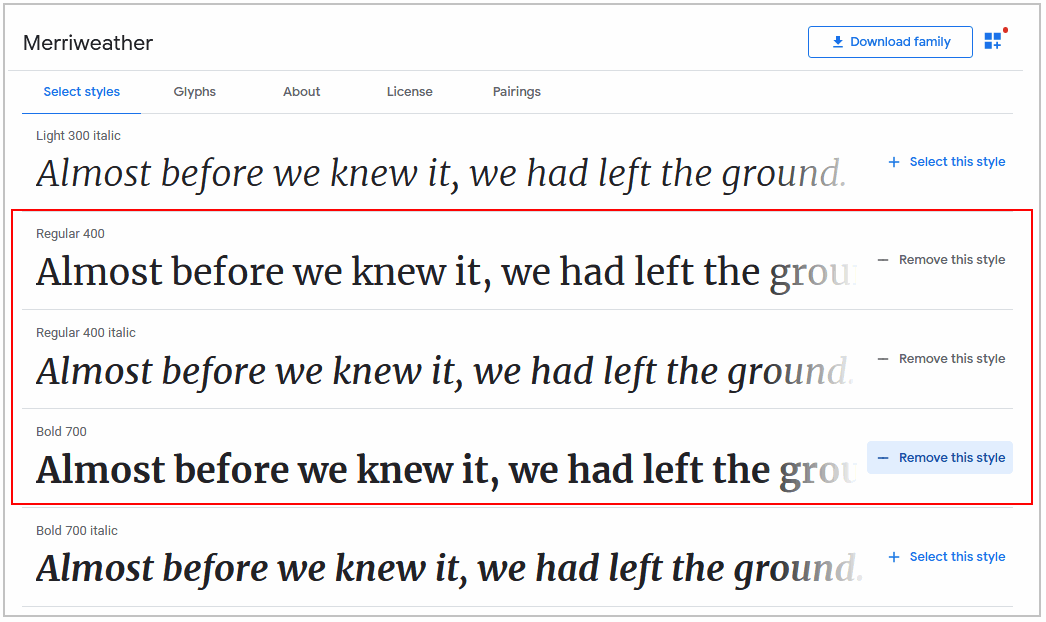 Merriweather
Download family
Select styles Glyphs About License Pairings
Light 300 italic
Almost before we knew it, we had left the ground.
Select this style
Regular 400
Almost before we knew it, we had left the grou
Remove this style
Regular 400 italic
Almost before we knew it, we had left the ground.
Remove this style
Bold 700
Almost before we knew it, we had left the grou
Remove this style
Bold 700 italic
Almost before we knew it, we had left the ground.
Select this style